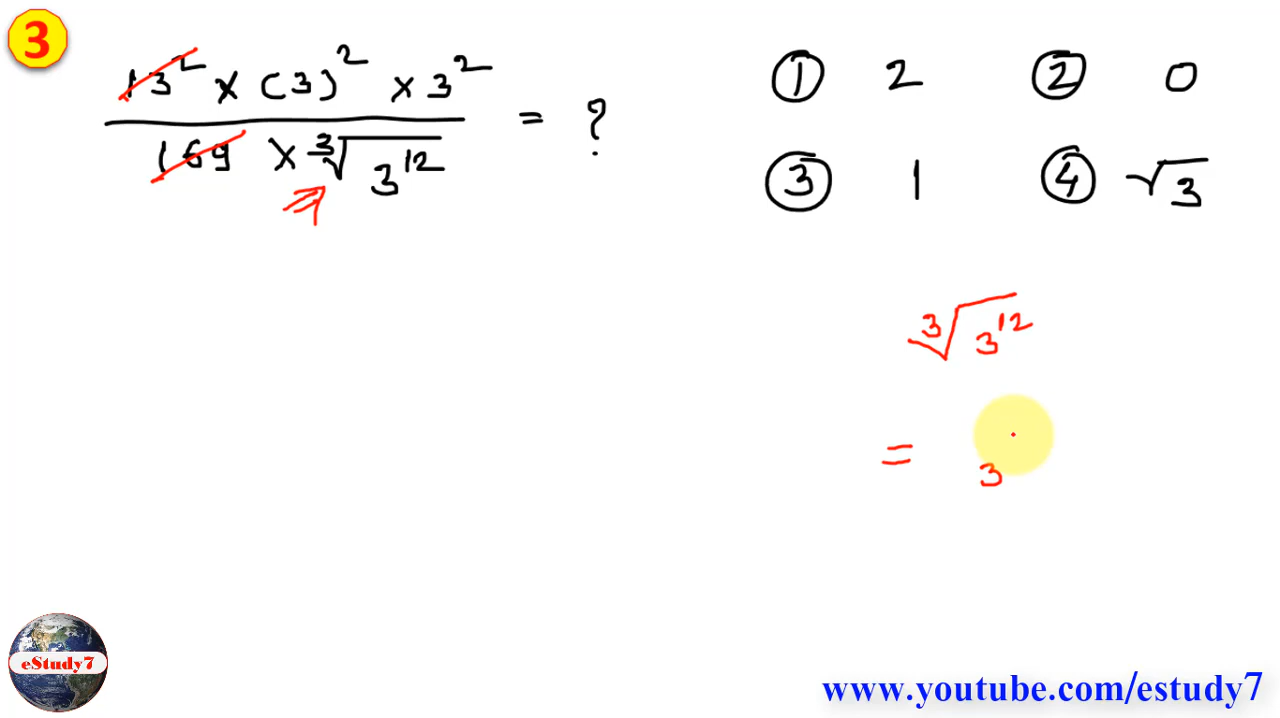 3
13² × (3)² × 3²
169 × ∛3¹² = ?
① 2 ② 0
③ 1 ④ √3
∛3¹²
= 3
eStudy7
www.youtube.com/estudy7